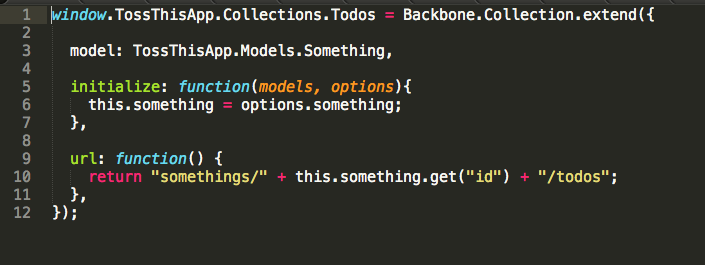 1 window.TossThisApp.Collections.Todos = Backbone.Collection.extend({
2
3   model: TossThisApp.Models.Something,
4
5   initialize: function(models, options){
6     this.something = options.something;
7   },
8
9   url: function() {
10     return "somethings/" + this.something.get("id") + "/todos";
11   },
12 });